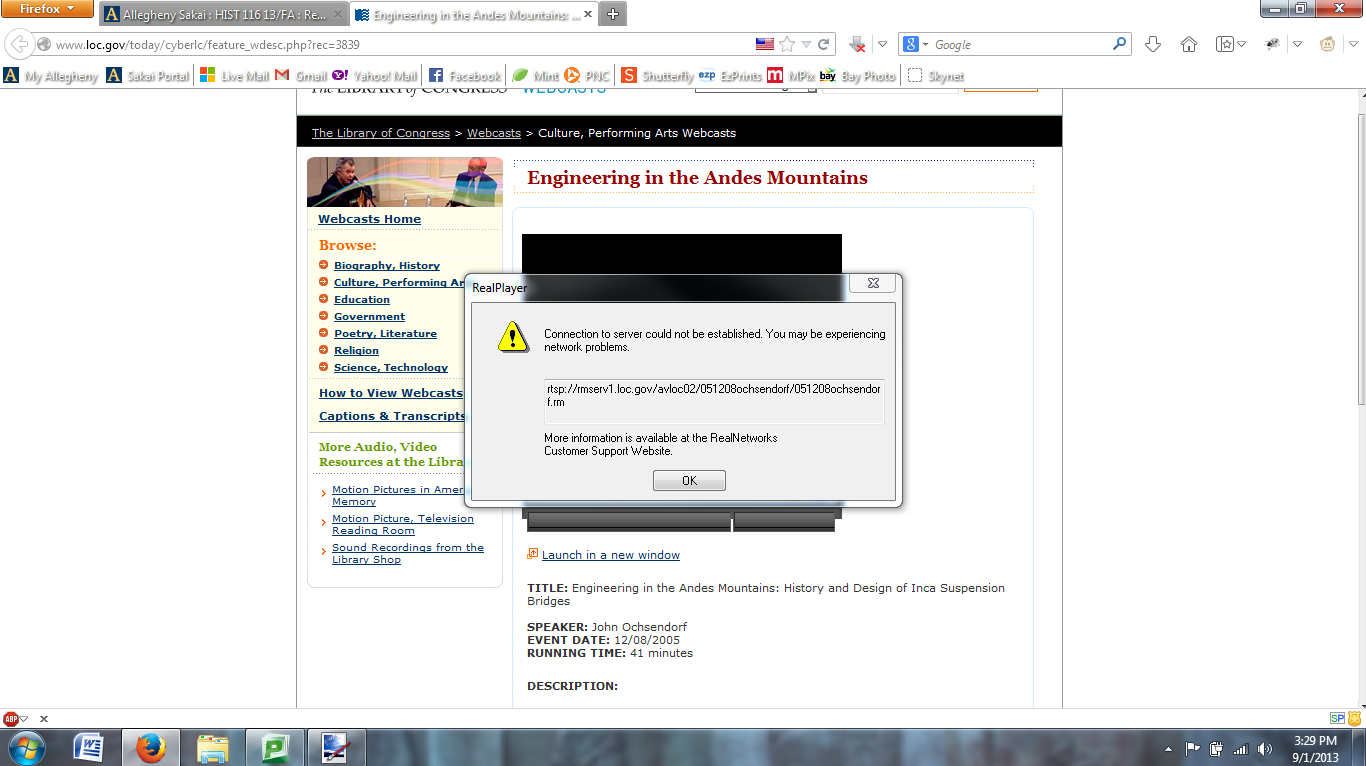 Firefox
Allegheny Sakai : HIST 116 13/FA : Re...
Engineering in the Andes Mountains: ...
www.loc.gov/today/cyberlc/feature_wdesc.php?rec=3839
Google
My Allegheny
Sakai Portal
Live Mail
Gmail
Yahoo! Mail
Facebook
Mint
PNC
Shutterfly
EzPrints
MPix
Bay Photo
Skynet
The LIBRARY of CONGRESS WEBCASTS
The Library of Congress > Webcasts > Culture, Performing Arts Webcasts
Webcasts Home
Browse:
Biography, History
Culture, Performing Ar
Education
Government
Poetry, Literature
Religion
Science, Technology
How to View Webcasts
Captions & Transcripts
More Audio, Video
Resources at the Libra
Motion Pictures in Amer
Memory
Motion Picture, Television
Reading Room
Sound Recordings from the
Library Shop
Engineering in the Andes Mountains
RealPlayer
Connection to server could not be established. You may be experiencing
network problems.
rtsp://rmserv1.loc.gov/avloc02/051208ochsendorf/051208ochsendor
f.rm
More information is available at the RealNetworks
Customer Support Website.
OK
Launch in a new window
TITLE: Engineering in the Andes Mountains: History and Design of Inca Suspension
Bridges
SPEAKER: John Ochsendorf
EVENT DATE: 12/08/2005
RUNNING TIME: 41 minutes
DESCRIPTION:
ABP
SP
3:29 PM
9/1/2013